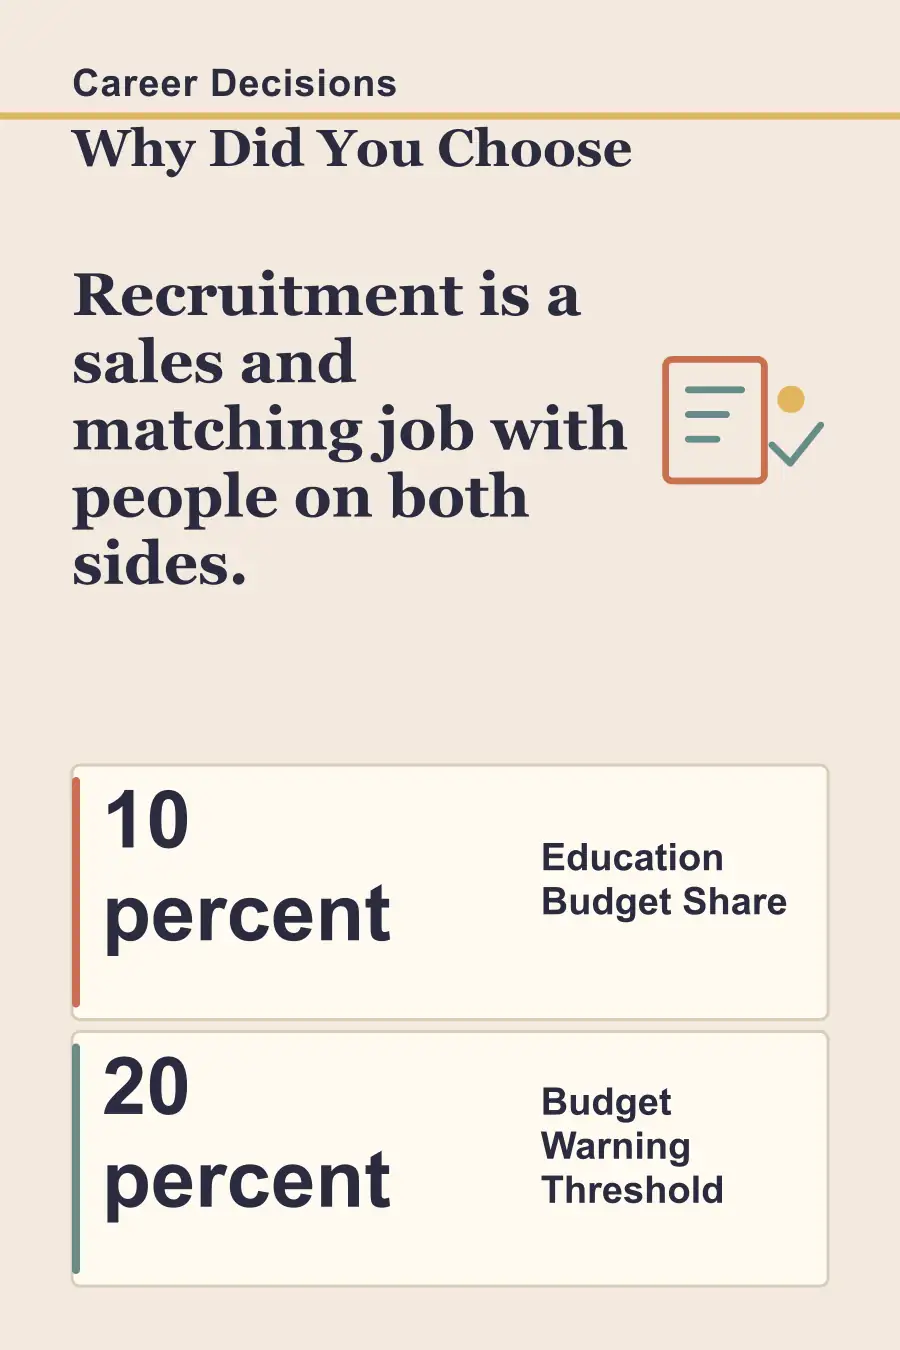 Career Decisions
Why Did You Choose
Recruitment is a
sales and
matching job with
people on both
sides.
10
percent
Education
Budget Share
20
percent
Budget
Warning
Threshold